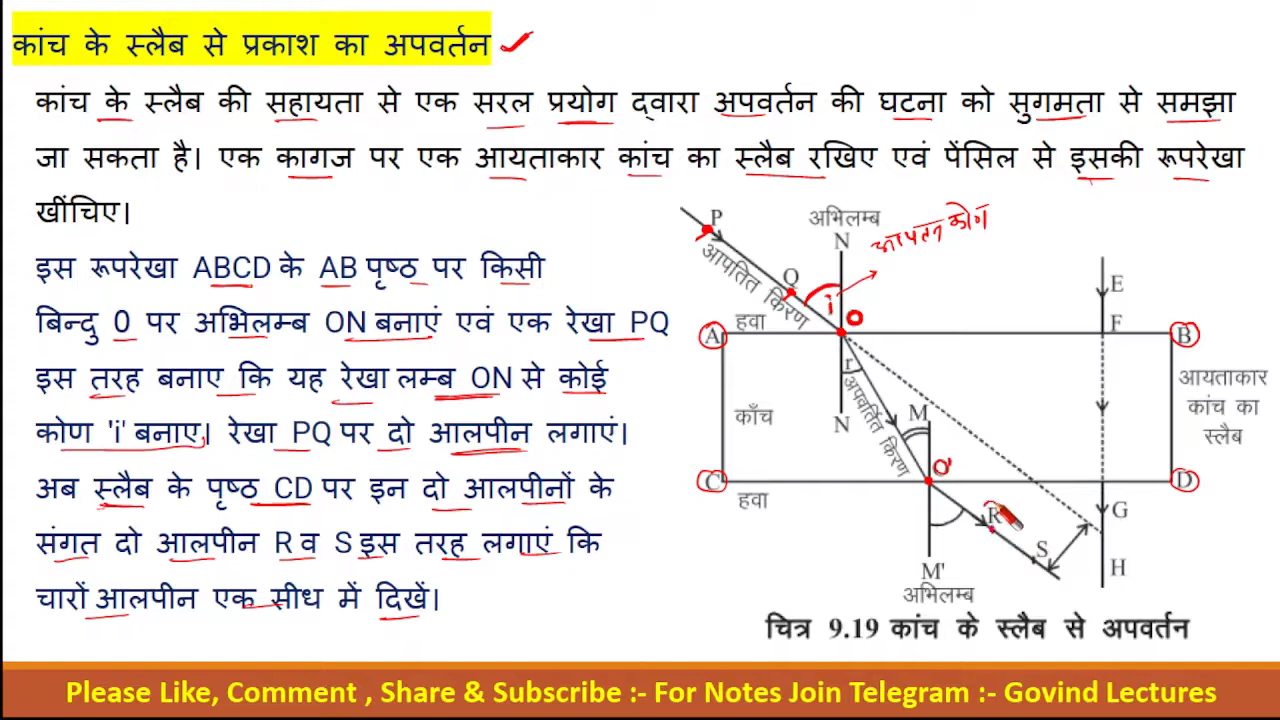 कांच के स्लैब से प्रकाश का अपवर्तन
कांच के स्लैब की सहायता से एक सरल प्रयोग द्वारा अपवर्तन की घटना को सुगमता से समझा
जा सकता है। एक कागज पर एक आयताकार कांच का स्लैब रखिए एवं पेंसिल से इसकी रूपरेखा
खींचिए।
इस रूपरेखा ABCD के AB पृष्ठ पर किसी
बिन्दु 0 पर अभिलम्ब ON बनाएं एवं एक रेखा PQ
इस तरह बनाए कि यह रेखा लम्ब ON से कोई
कोण 'i' बनाए। रेखा PQ पर दो आलपीन लगाएं।
अब स्लैब के पृष्ठ CD पर इन दो आलपीनों के
संगत दो आलपीन R व S इस तरह लगाएं कि
चारों आलपीन एक सीध में दिखें।
P
अभिलम्ब
N
आपतन कोण
आपतित किरण
Q
i
O
हवा
E
F
A
B
r
काँच
अपवर्तित किरण
M
N
आयताकार
कांच का
स्लैब
C
O'
D
हवा
R
G
S
H
M'
अभिलम्ब
चित्र 9.19 कांच के स्लैब से अपवर्तन
Please Like, Comment , Share & Subscribe :- For Notes Join Telegram :- Govind Lectures